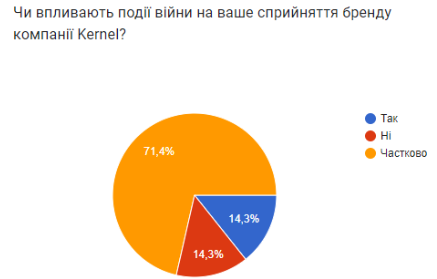 Чи впливають події війни на ваше сприйняття бренду
компанії Kernel?
Так
Ні
Частково
71,4%
14,3%
14,3%